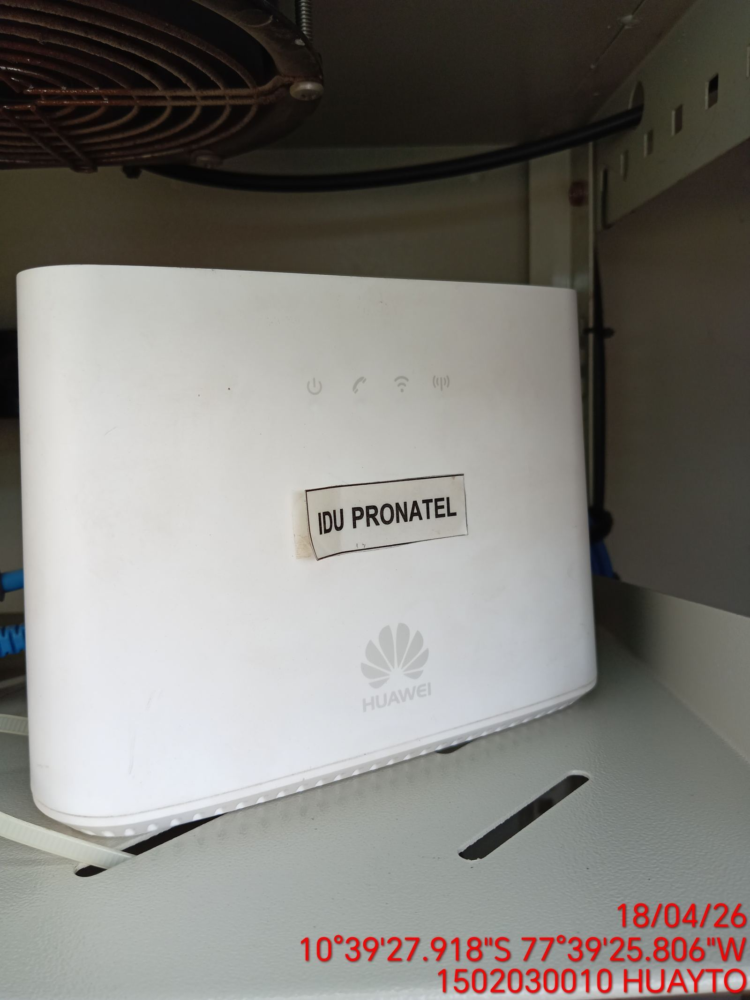 IDU PRONATEL
HUAWEI
18/04/26
10°39'27.918"S 77°39'25.806"W
1502030010 HUAYTO